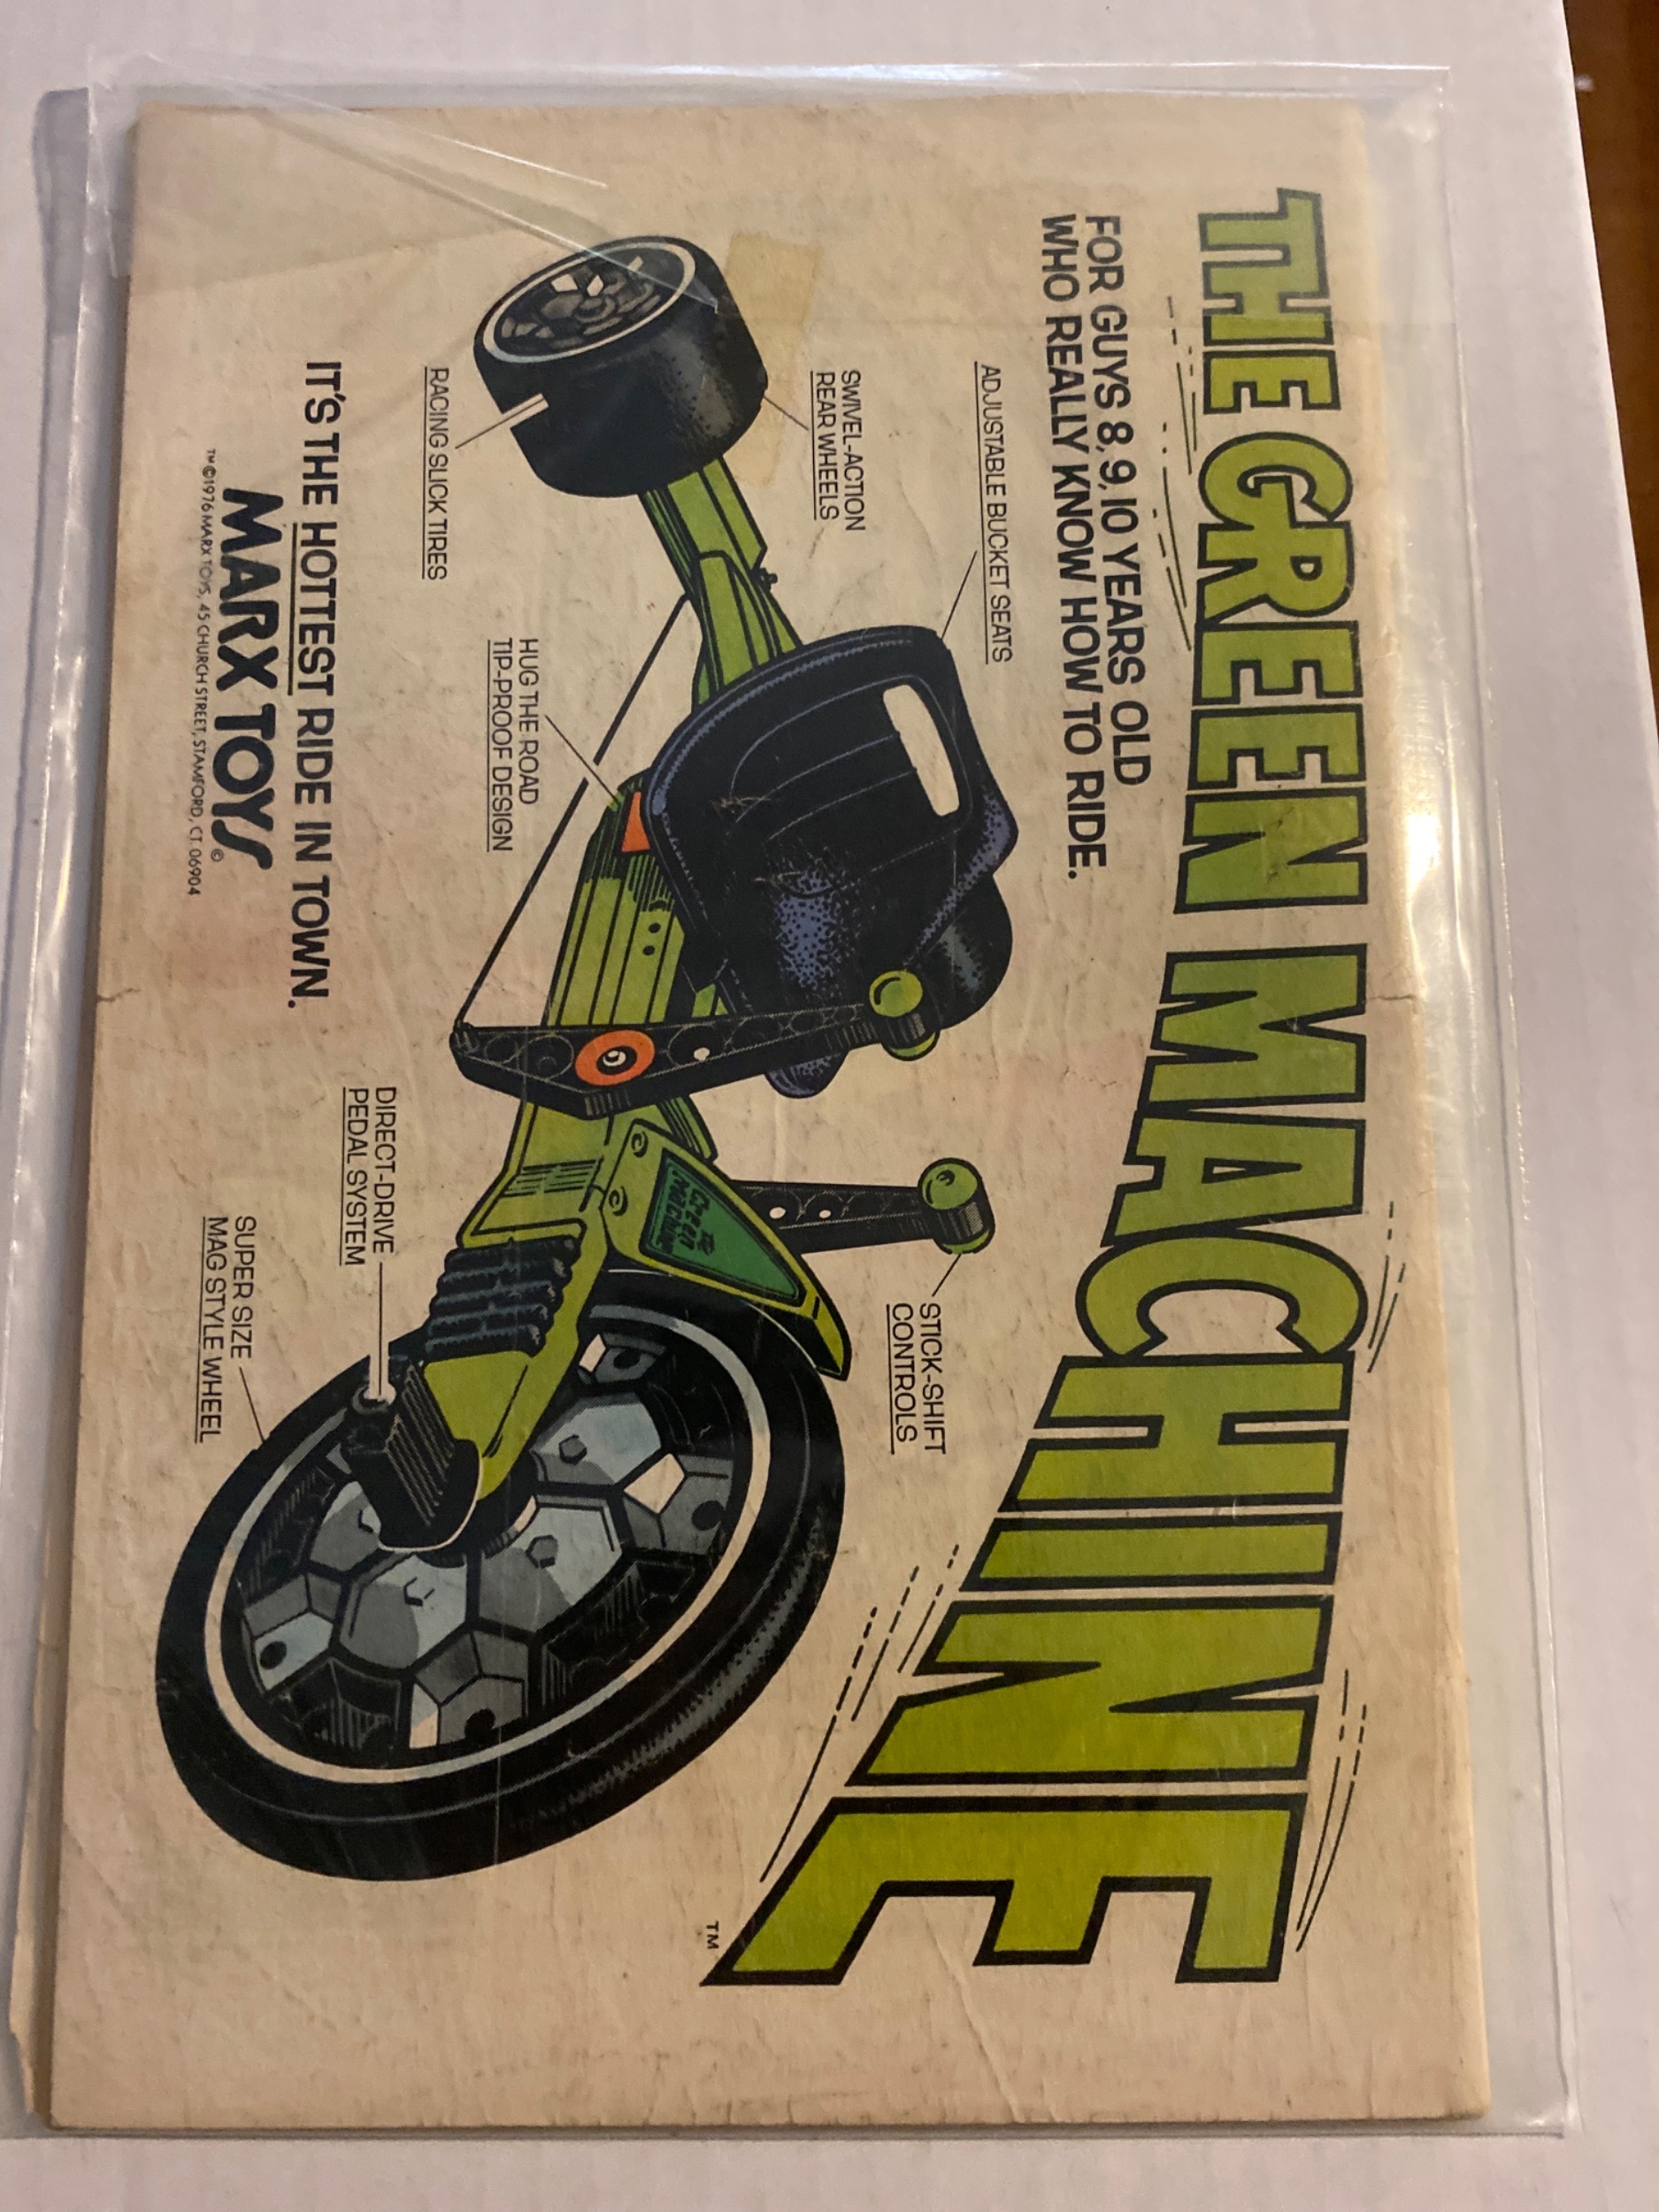 THE GREEN MACHINE
™
FOR GUYS 8, 9, 10 YEARS OLD
WHO REALLY KNOW HOW TO RIDE.
ADJUSTABLE BUCKET SEATS
SWIVEL-ACTION
REAR WHEELS
STICK-SHIFT
CONTROLS
THE
Green
Machine
RACING SLICK TIRES
HUG THE ROAD
TIP-PROOF DESIGN
DIRECT-DRIVE
PEDAL SYSTEM
SUPER SIZE
MAG STYLE WHEEL
IT'S THE HOTTEST RIDE IN TOWN.
MARX TOYS©
™©1976 MARX TOYS, 45 CHURCH STREET, STAMFORD, CT. 06904